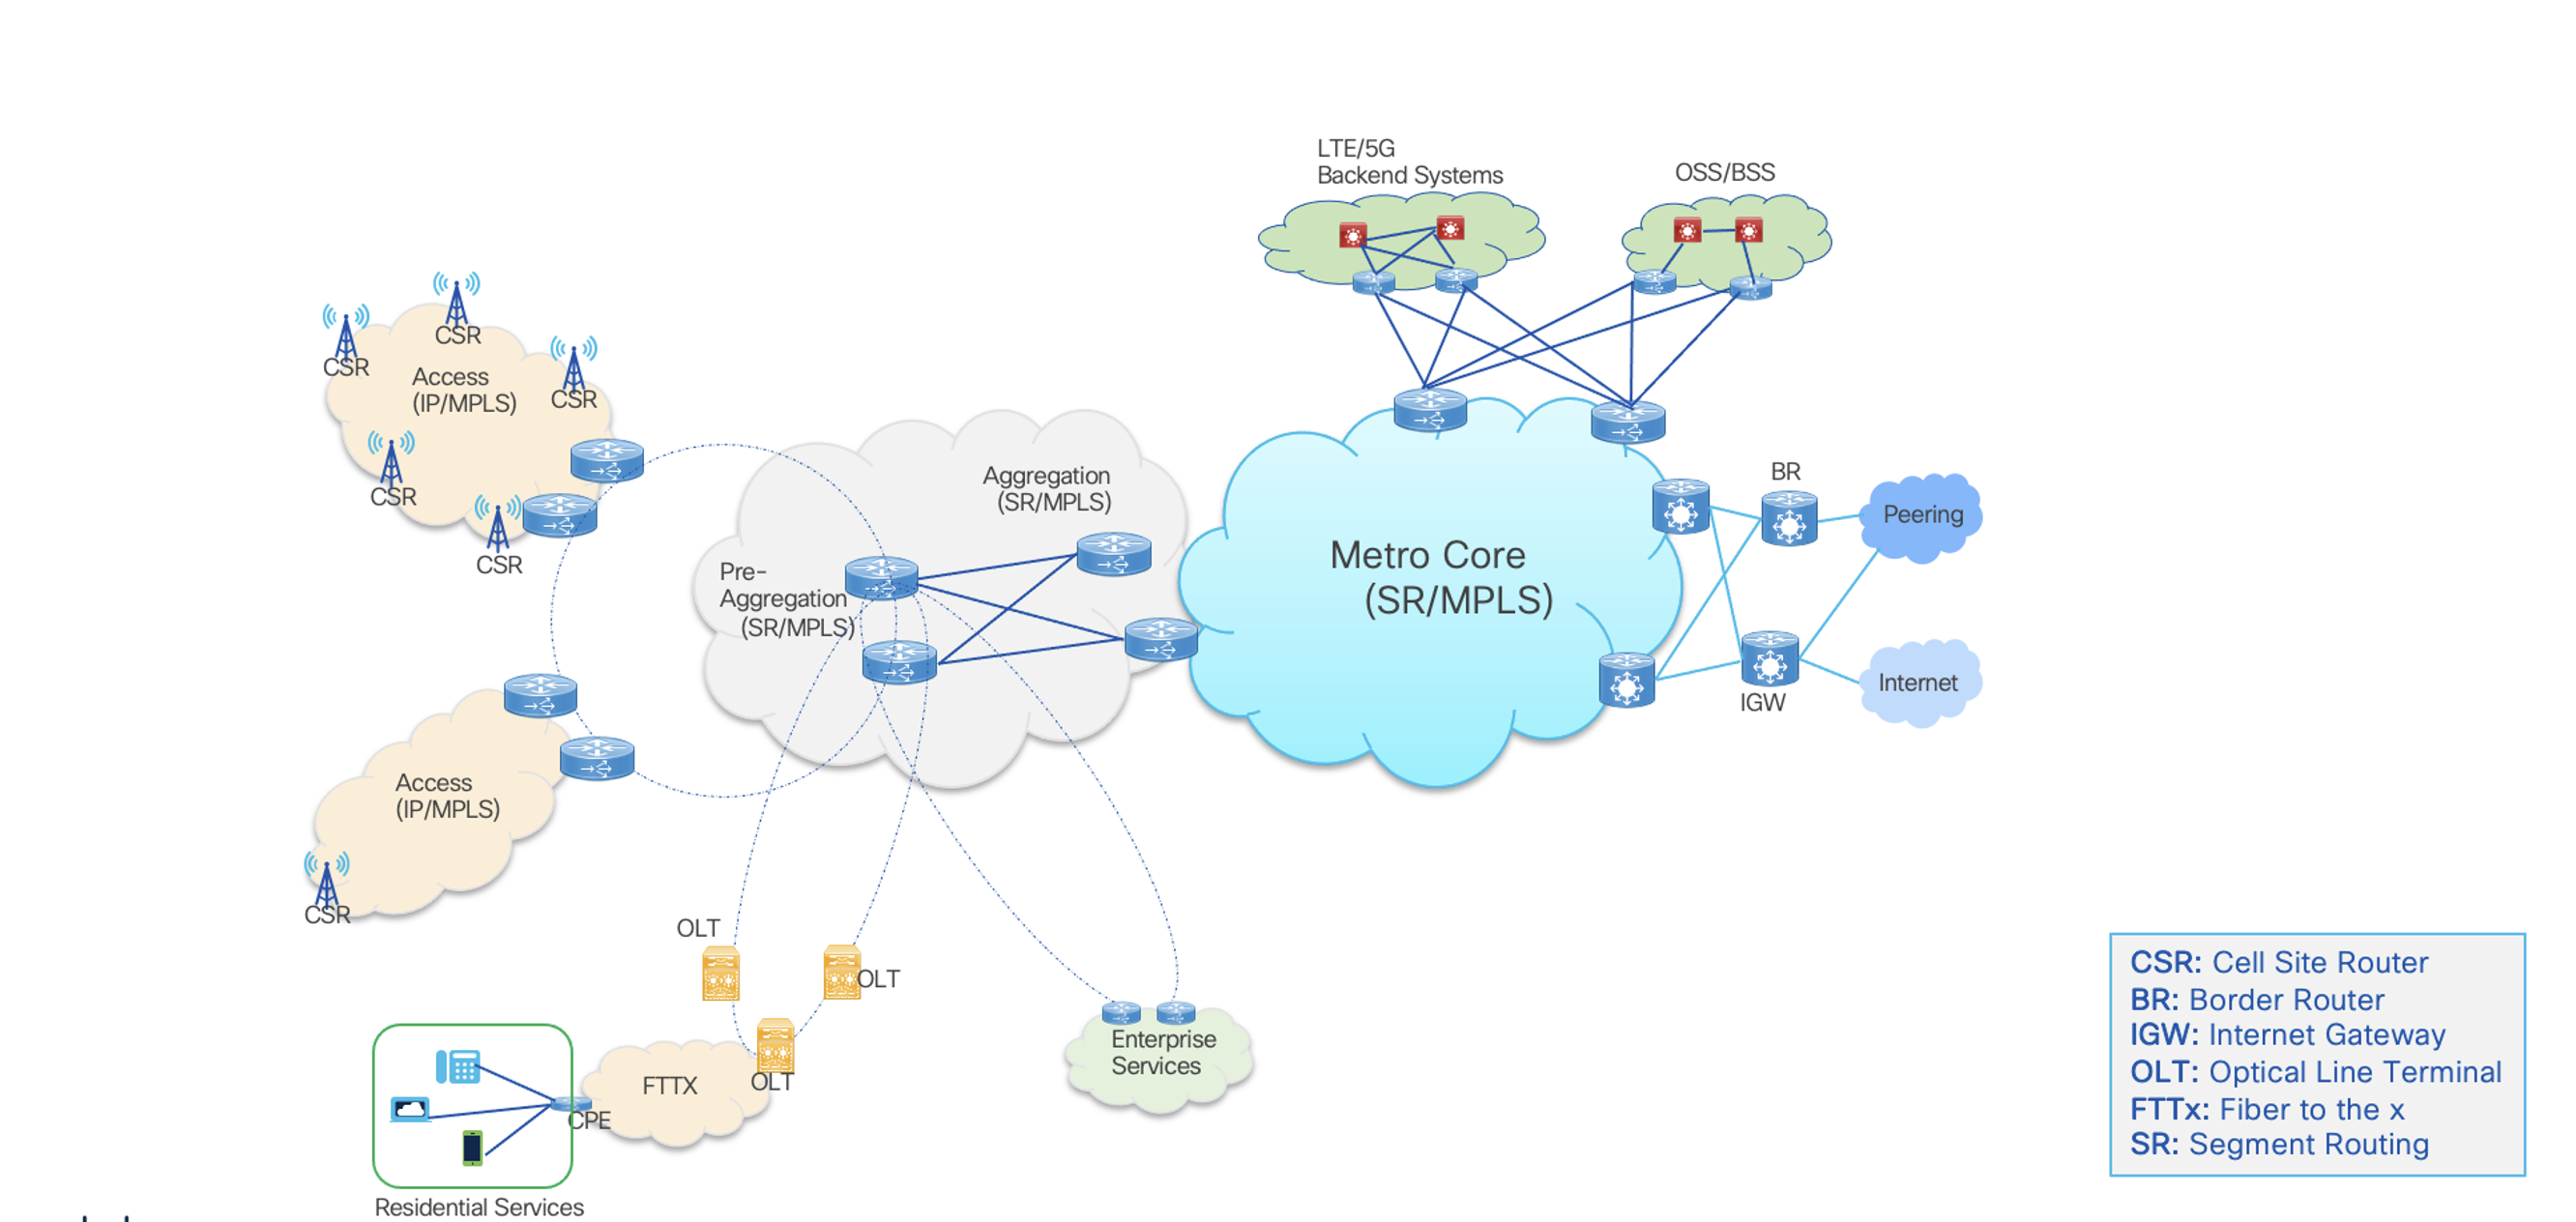 LTE/5G
Backend Systems
OSS/BSS
CSR
CSR
CSR
Access
(IP/MPLS)
CSR
CSR
Aggregation
(SR/MPLS)
Pre-
Aggregation
(SR/MPLS)
Metro Core
(SR/MPLS)
BR
Peering
IGW
Internet
Access
(IP/MPLS)
CSR
OLT
OLT
OLT
FTTX
CPE
Residential Services
Enterprise
Services
CSR: Cell Site Router
BR: Border Router
IGW: Internet Gateway
OLT: Optical Line Terminal
FTTx: Fiber to the x
SR: Segment Routing